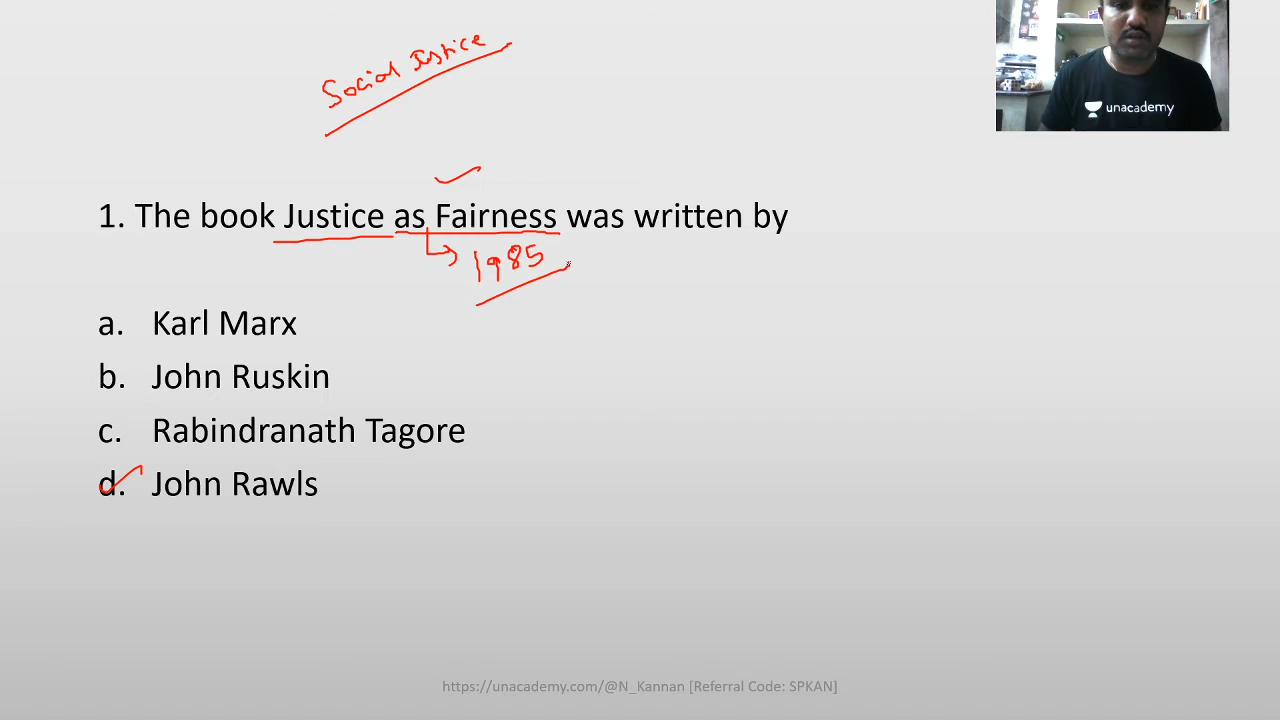 Social Justice
unacademy
1. The book Justice as Fairness was written by
1985
a. Karl Marx
b. John Ruskin
c. Rabindranath Tagore
d. John Rawls
https://unacademy.com/@N_Kannan [Referral Code: SPKAN]